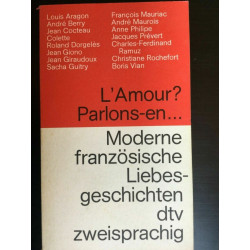 Louis Aragon
André Berry
Jean Cocteau
Colette
Roland Dorgelès
Jean Giono
Jean Giraudoux
Sacha Guitry
François Mauriac
André Maurois
Anne Philipe
Jacques Prévert
Charles-Ferdinand
Ramuz
Christiane Rochefort
Boris Vian
L'Amour?
Parlons-en...
Moderne
französische
Liebes-
geschichten
dtv
zweisprachig